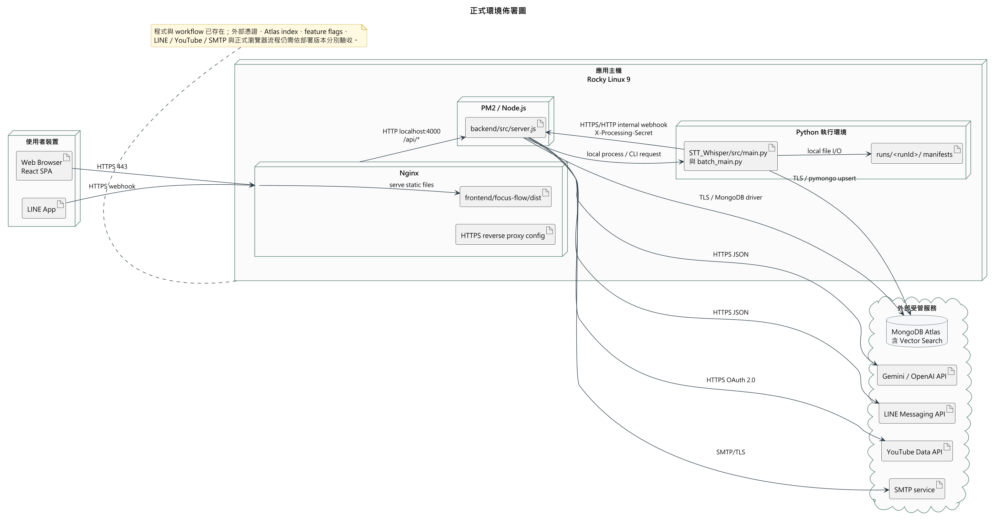 正式環境佈署圖
程式與 workflow 已存在；外部憑證、Atlas index、feature flags、
LINE / YouTube / SMTP 與正式瀏覽器流程仍需依部署版本分別驗收。
應用主機
Rocky Linux 9
PM2 / Node.js
backend/src/server.js
HTTP localhost:4000
/api/*
HTTPS/HTTP internal webhook
X-Processing-Secret
local process / CLI request
Python 執行環境
STT_Whisper/src/main.py
與 batch_main.py
local file I/O
runs/<runId>/ manifests
TLS / pymongo upsert
TLS / MongoDB driver
使用者裝置
Web Browser
React SPA
LINE App
HTTPS 443
HTTPS webhook
Nginx
serve static files
frontend/focus-flow/dist
HTTPS reverse proxy config
HTTPS JSON
HTTPS JSON
HTTPS OAuth 2.0
SMTP/TLS
外部受管服務
MongoDB Atlas
含 Vector Search
Gemini / OpenAI API
LINE Messaging API
YouTube Data API
SMTP service